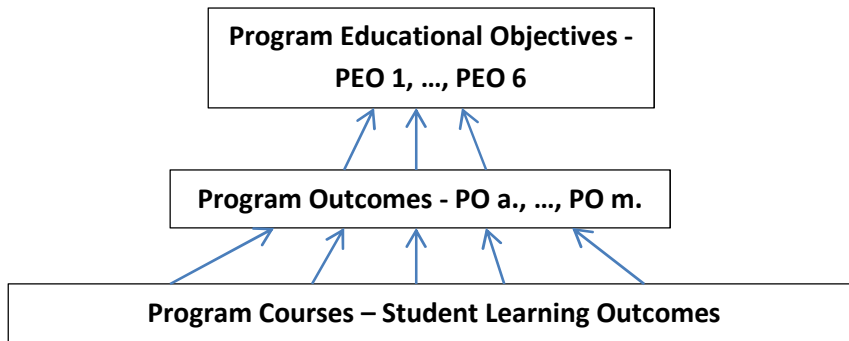 Program Educational Objectives -
PEO 1, …, PEO 6
Program Outcomes - PO a., …, PO m.
Program Courses – Student Learning Outcomes